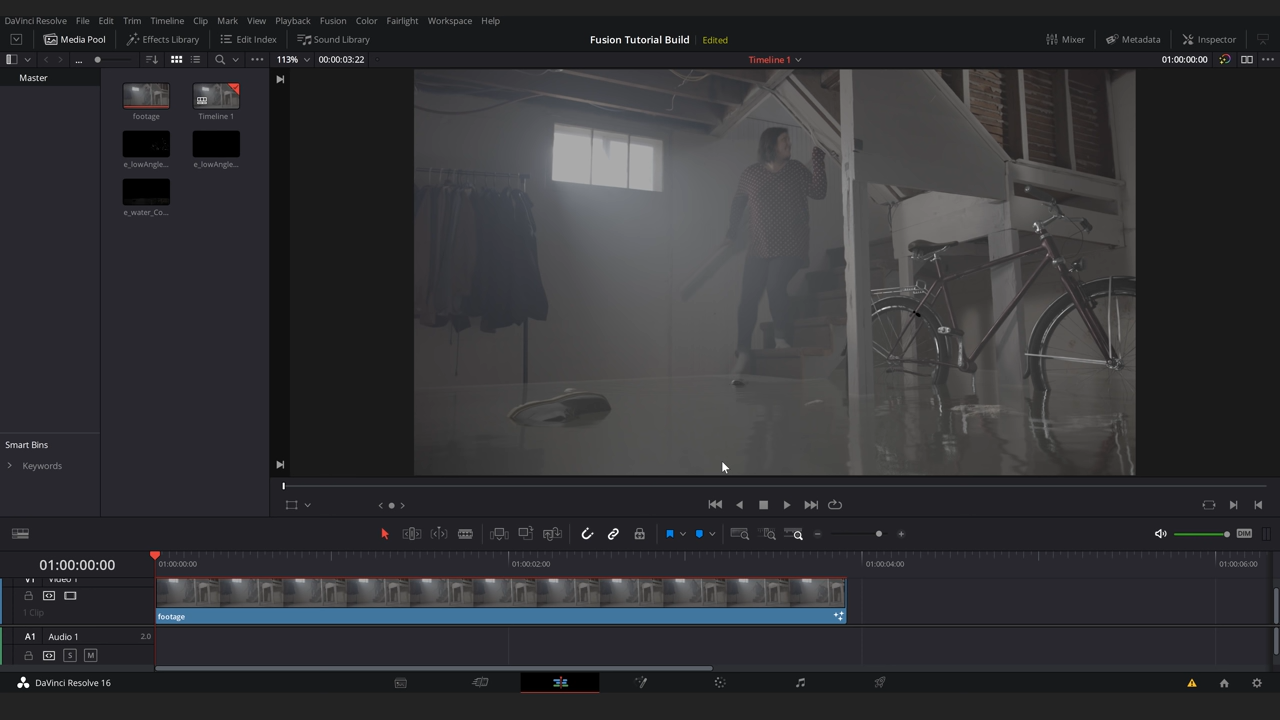 DaVinci Resolve File Edit Trim Timeline Clip Mark View Playback Fusion Color Fairlight Workspace Help
Media Pool Effects Library Edit Index Sound Library Fusion Tutorial Build Edited Mixer Metadata Inspector
... 113% 00:00:03:22 Timeline 1 01:00:00:00
Master
footage Timeline 1
e_lowAngle... e_lowAngle...
e_water_Co...
Smart Bins
Keywords
DIM
01:00:00:00 01:00:00:00 01:00:02:00 01:00:04:00 01:00:06:00
V1 Video 1
1 Clip
footage
A1 Audio 1 2.0
S M
DaVinci Resolve 16